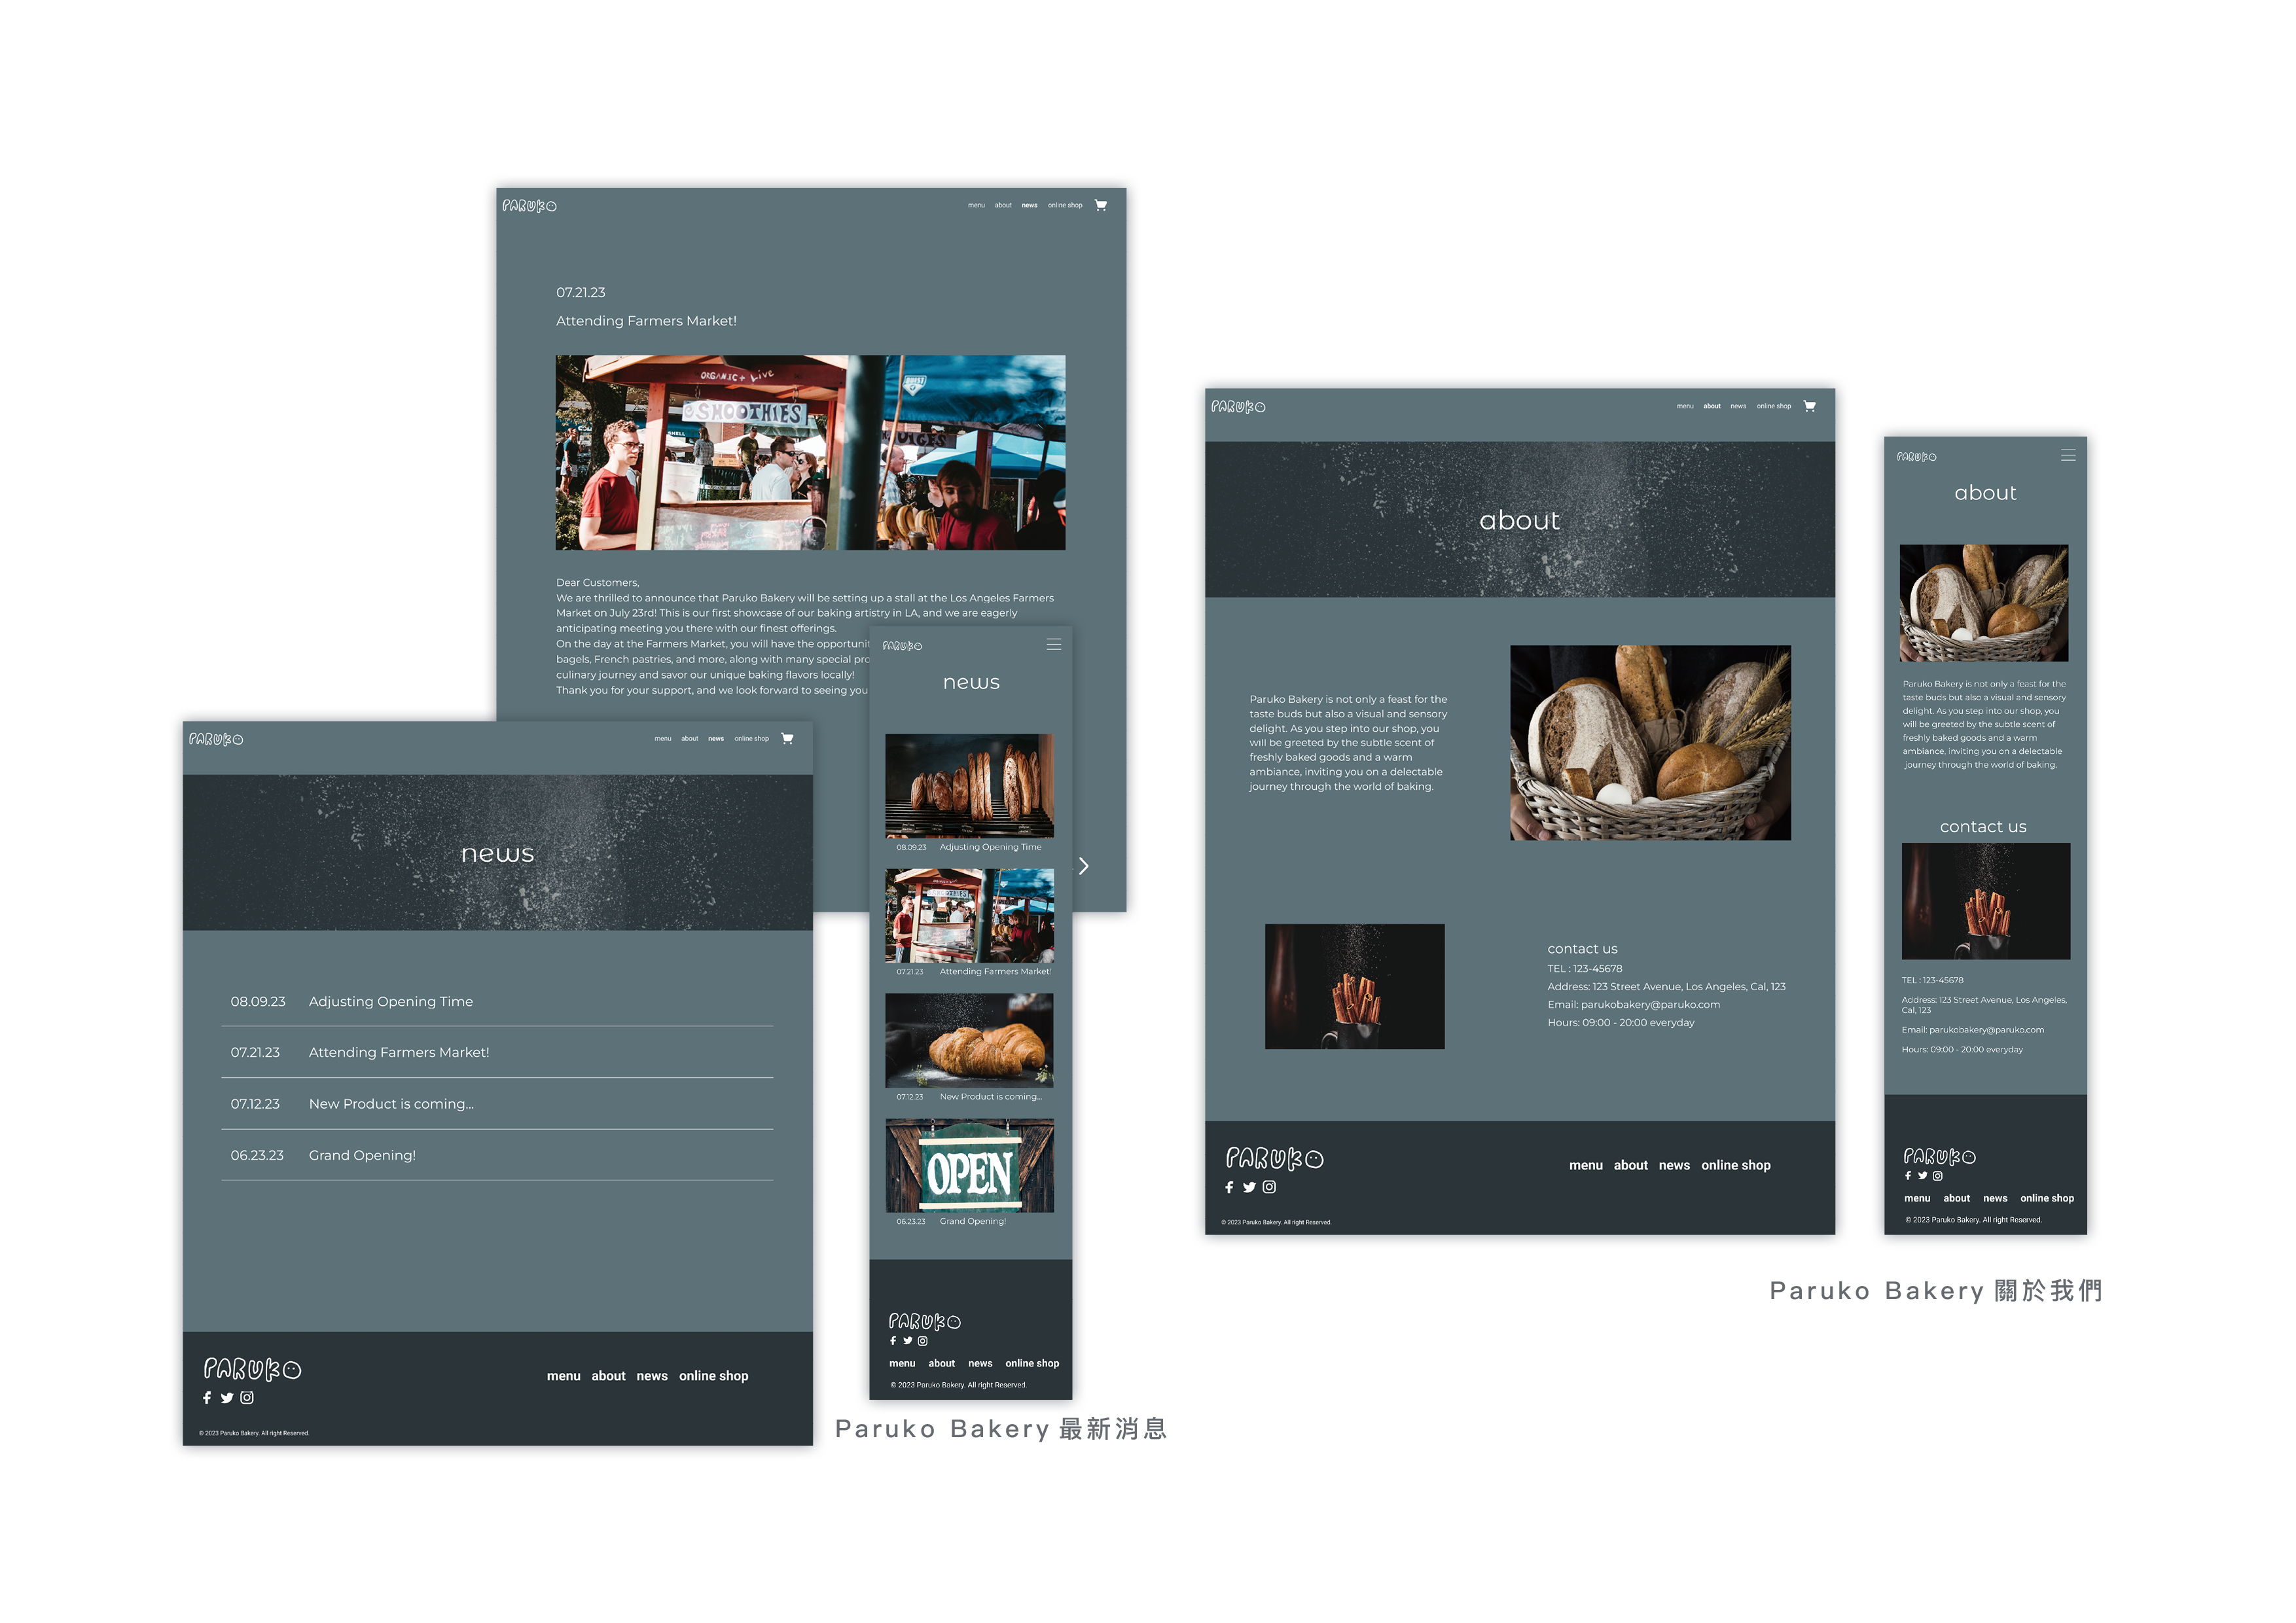 PARUKO
menu about news online shop
07.21.23
Attending Farmers Market!
ORGANIC + Live
SMOOTHIES
SHELL
JUICES
Dear Customers,
We are thrilled to announce that Paruko Bakery will be setting up a stall at the Los Angeles Farmers
Market on July 23rd! This is our first showcase of our baking artistry in LA, and we are eagerly
anticipating meeting you there with our finest offerings.
On the day at the Farmers Market, you will have the
bagels, French pastries, and more, along with many special
culinary journey and savor our unique baking flavors locally!
Thank you for your support, and we look forward to seeing you
PARUKO
menu about news online shop
news
08.09.23 Adjusting Opening Time
07.21.23 Attending Farmers Market!
07.12.23 New Product is coming...
06.23.23 Grand Opening!
PARUKO
menu about news online shop
© 2023 Paruko Bakery. All right Reserved.
PARUKO
news
08.09.23 Adjusting Opening Time
SMOOTHIES
07.21.23 Attending Farmers Market!
07.12.23 New Product is coming...
OPEN
06.23.23 Grand Opening!
PARUKO
menu about news online shop
© 2023 Paruko Bakery. All right Reserved.
Paruko Bakery 最新消息
PARUKO
menu about news online shop
about
Paruko Bakery is not only a feast for the
taste buds but also a visual and sensory
delight. As you step into our shop, you
will be greeted by the subtle scent of
freshly baked goods and a warm
ambiance, inviting you on a delectable
journey through the world of baking.
contact us
TEL : 123-45678
Address: 123 Street Avenue, Los Angeles, Cal, 123
Email: parukobakery@paruko.com
Hours: 09:00 - 20:00 everyday
PARUKO
menu about news online shop
© 2023 Paruko Bakery. All right Reserved.
PARUKO
about
Paruko Bakery is not only a feast for the
taste buds but also a visual and sensory
delight. As you step into our shop, you
will be greeted by the subtle scent of
freshly baked goods and a warm
ambiance, inviting you on a delectable
journey through the world of baking.
contact us
TEL : 123-45678
Address: 123 Street Avenue, Los Angeles,
Cal, 123
Email: parukobakery@paruko.com
Hours: 09:00 - 20:00 everyday
PARUKO
menu about news online shop
© 2023 Paruko Bakery. All right Reserved.
Paruko Bakery 關於我們